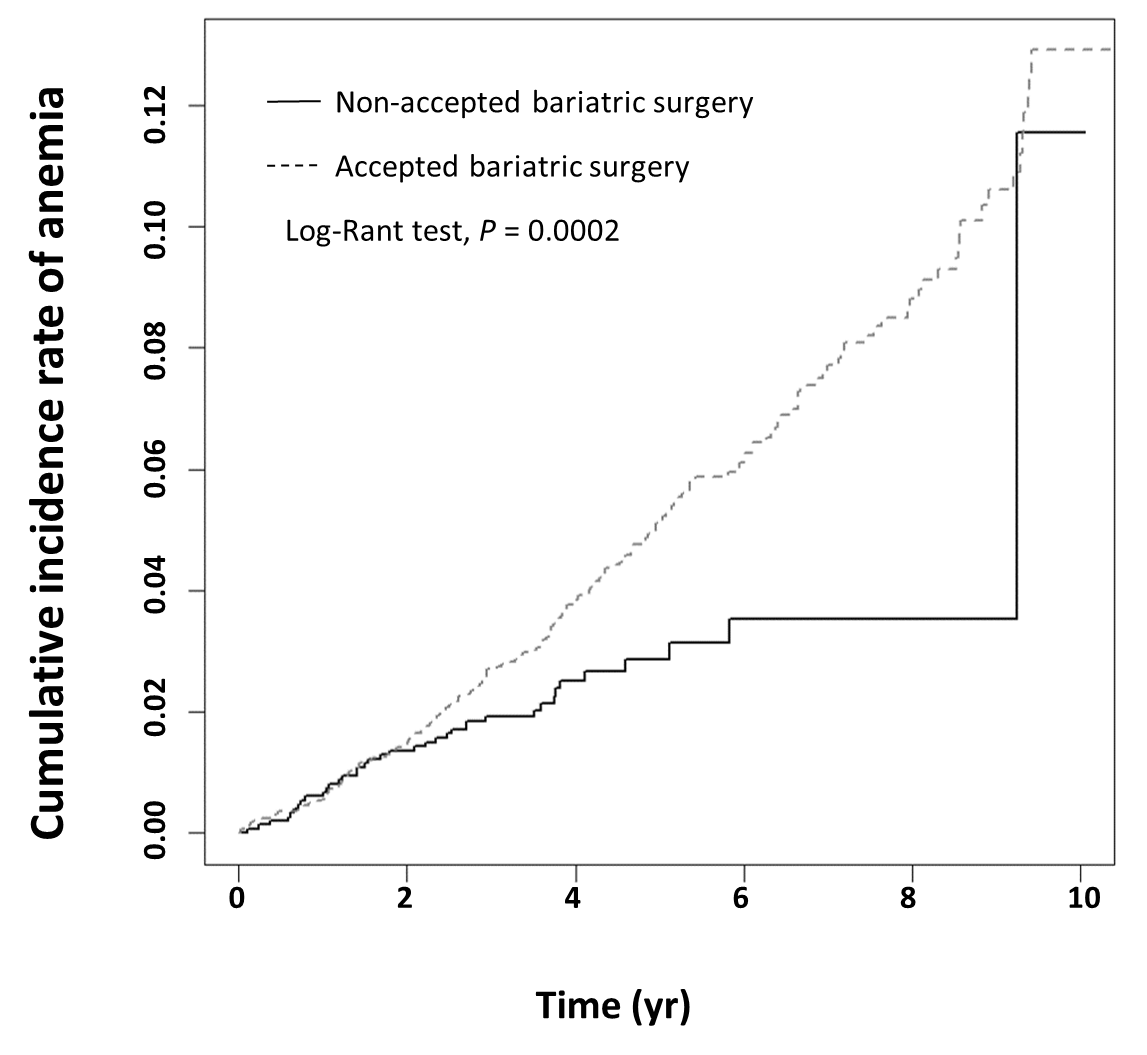 Cumulative incidence rate of anemia
0.12
0.10
0.08
0.06
0.04
0.02
0.00
Non-accepted bariatric surgery
Accepted bariatric surgery
Log-Rant test, P = 0.0002
0 2 4 6 8 10
Time (yr)